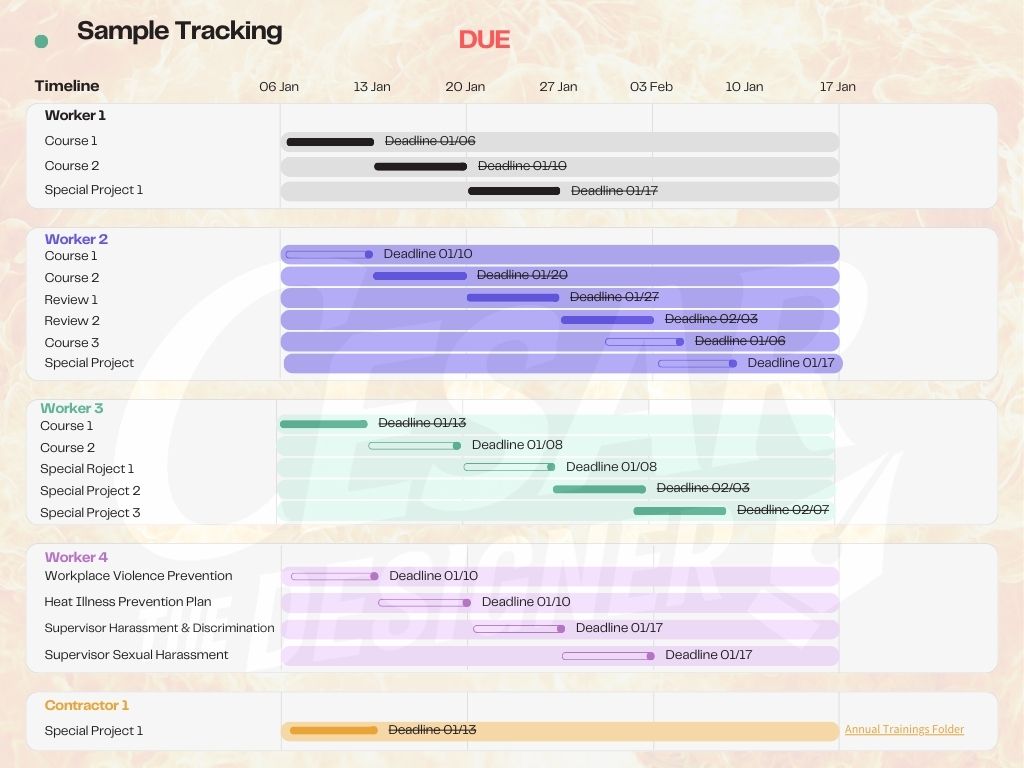 Sample Tracking
DUE
Timeline 06 Jan 13 Jan 20 Jan 27 Jan 03 Feb 10 Jan 17 Jan
Worker 1
Course 1 Deadline 01/06
Course 2 Deadline 01/10
Special Project 1 Deadline 01/17
Worker 2
Course 1 Deadline 01/10
Course 2 Deadline 01/20
Review 1 Deadline 01/27
Review 2 Deadline 02/03
Course 3 Deadline 01/06
Special Project Deadline 01/17
Worker 3
Course 1 Deadline 01/13
Course 2 Deadline 01/08
Special Roject 1 Deadline 01/08
Special Project 2 Deadline 02/03
Special Project 3 Deadline 02/07
Worker 4
Workplace Violence Prevention Deadline 01/10
Heat Illness Prevention Plan Deadline 01/10
Supervisor Harassment & Discrimination Deadline 01/17
Supervisor Sexual Harassment Deadline 01/17
Contractor 1
Special Project 1 Deadline 01/13 Annual Trainings Folder
CESAR
THE DESIGNER